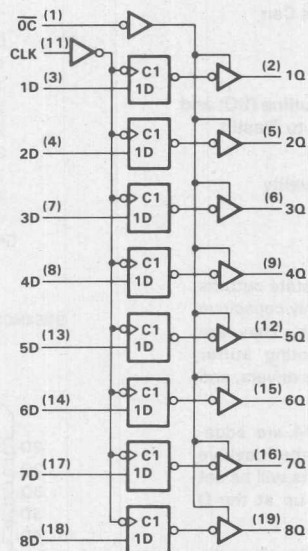 OC (1)
CLK (11)
1D (3) C1 1D (2) 1Q
2D (4) C1 1D (5) 2Q
3D (7) C1 1D (6) 3Q
4D (8) C1 1D (9) 4Q
5D (13) C1 1D (12) 5Q
6D (14) C1 1D (15) 6Q
7D (17) C1 1D (16) 7Q
8D (18) C1 1D (19) 8Q